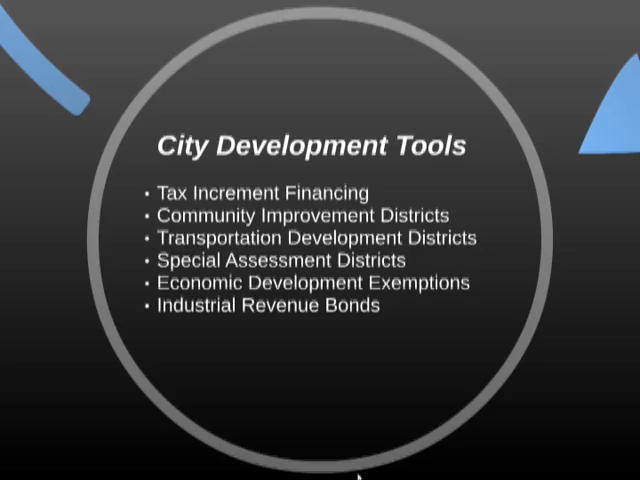 City Development Tools
• Tax Increment Financing
• Community Improvement Districts
• Transportation Development Districts
• Special Assessment Districts
• Economic Development Exemptions
• Industrial Revenue Bonds